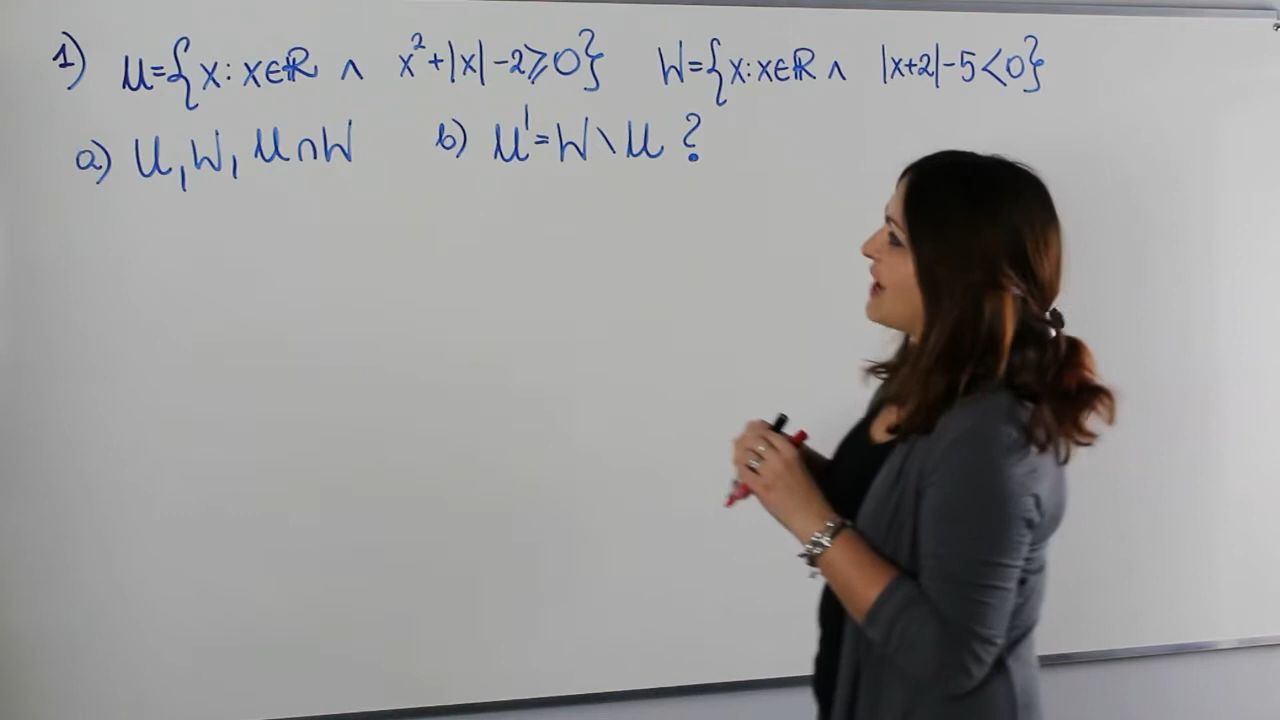 1) U={x: x∈ℝ ∧ x²+|x|-2⩾0} W={x: x∈ℝ ∧ |x+2|-5<0}
a) U, W, U∩W b) U'=W\U ?